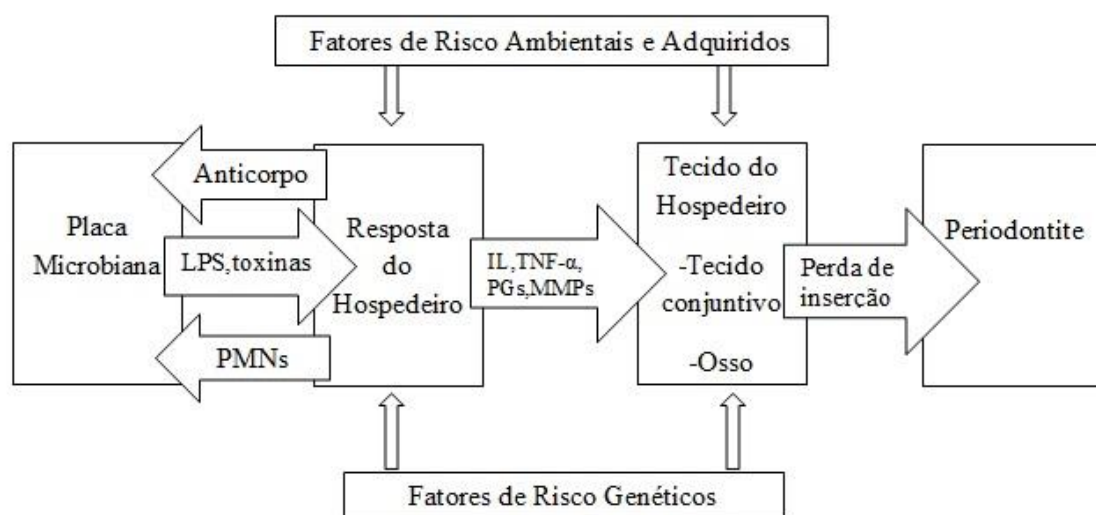 Fatores de Risco Ambientais e Adquiridos
Placa
Microbiana
Anticorpo
LPS,toxinas
PMNs
Resposta
do
Hospedeiro
IL,TNF-α,
PGs,MMPs
Tecido do
Hospedeiro
-Tecido
conjuntivo
-Osso
Perda de
inserção
Periodontite
Fatores de Risco Genéticos